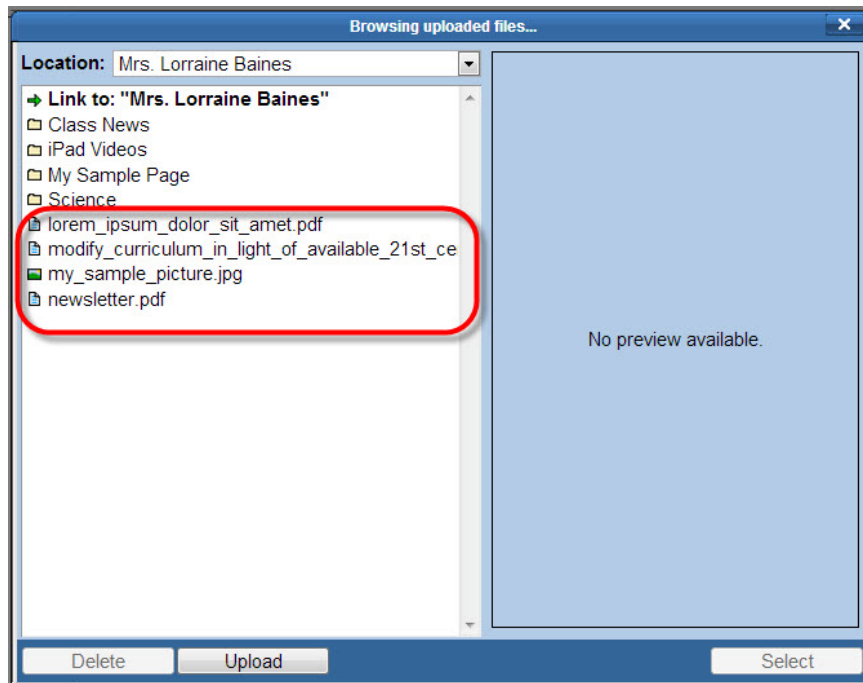 Browsing uploaded files...
Location: Mrs. Lorraine Baines
Link to: "Mrs. Lorraine Baines"
Class News
iPad Videos
My Sample Page
Science
lorem_ipsum_dolor_sit_amet.pdf
modify_curriculum_in_light_of_available_21st_ce
my_sample_picture.jpg
newsletter.pdf
No preview available.
Delete Upload Select